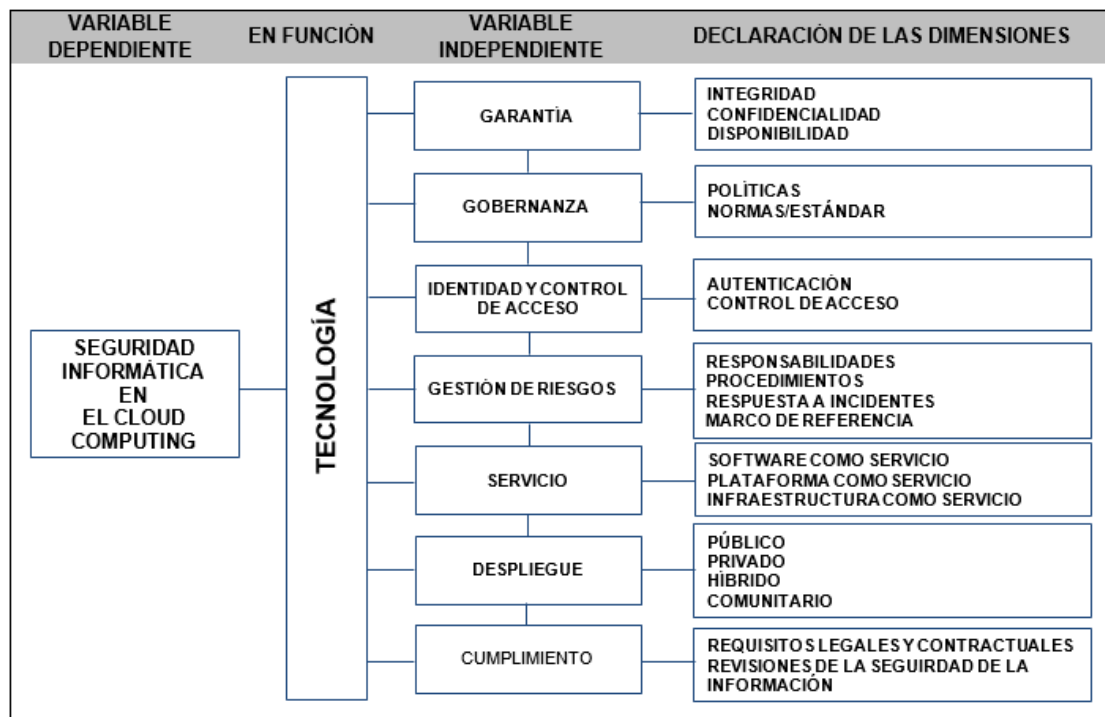 VARIABLE
DEPENDIENTE
EN FUNCIÓN
VARIABLE
INDEPENDIENTE
DECLARACIÓN DE LAS DIMENSIONES
SEGURIDAD
INFORMÁTICA
EN
EL CLOUD
COMPUTING
TECNOLOGÍA
GARANTÌA
INTEGRIDAD
CONFIDENCIALIDAD
DISPONIBILIDAD
GOBERNANZA
POLÌTICAS
NORMAS/ESTÁNDAR
IDENTIDAD Y CONTROL
DE ACCESO
AUTENTICACIÓN
CONTROL DE ACCESO
GESTIÓN DE RIESGOS
RESPONSABILIDADES
PROCEDIMIENTOS
RESPUESTA A INCIDENTES
MARCO DE REFERENCIA
SERVICIO
SOFTWARE COMO SERVICIO
PLATAFORMA COMO SERVICIO
INFRAESTRUCTURA COMO SERVICIO
DESPLIEGUE
PÚBLICO
PRIVADO
HÌBRIDO
COMUNITARIO
CUMPLIMIENTO
REQUISITOS LEGALES Y CONTRACTUALES
REVISIONES DE LA SEGUIRDAD DE LA
INFORMACIÓN